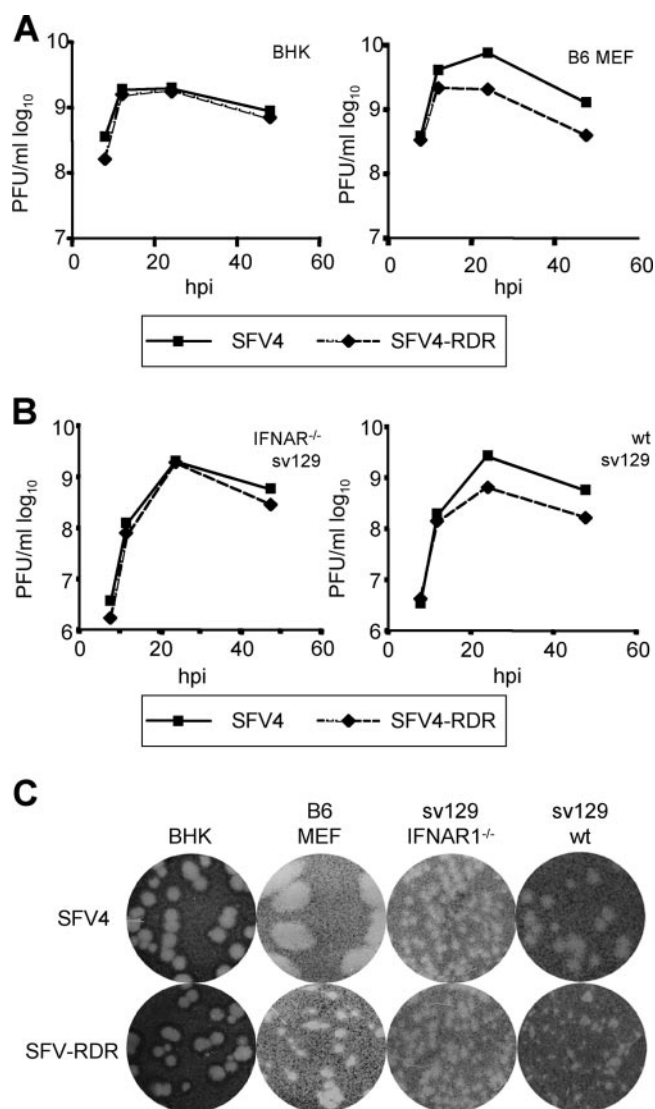 A
BHK
B6 MEF
PFU/ml log10
10
9
8
7
0
20
40
60
hpi
PFU/ml log10
10
9
8
7
0
20
40
60
hpi
SFV4
SFV4-RDR
B
IFNAR-/-
sv129
wt
sv129
PFU/ml log10
10
9
8
7
6
0
20
40
60
hpi
PFU/ml log10
10
9
8
7
6
0
20
40
60
hpi
SFV4
SFV4-RDR
C
BHK
B6
MEF
sv129
IFNAR1-/-
sv129
wt
SFV4
SFV-RDR